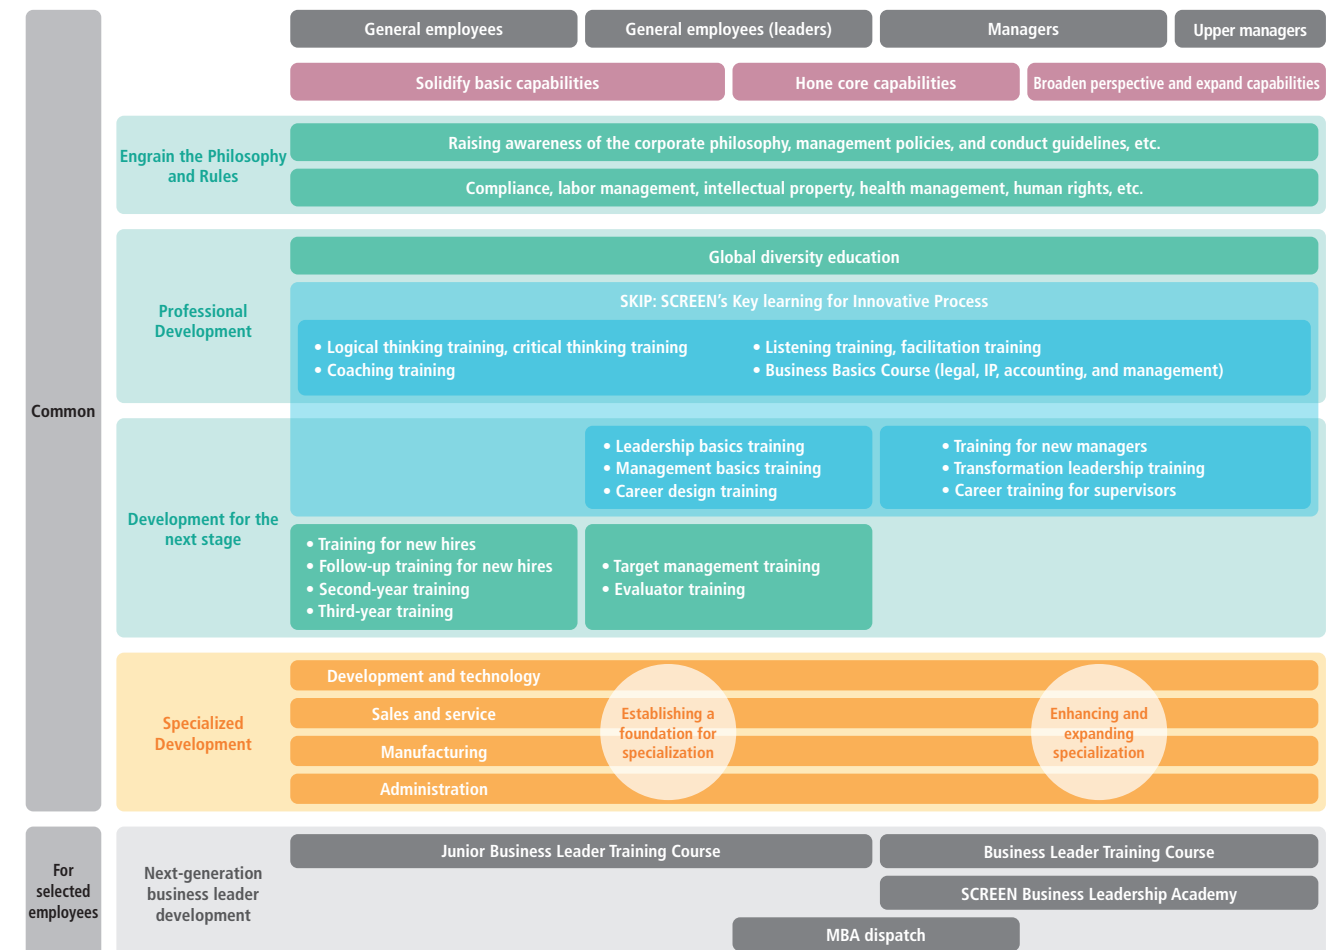 General employees
General employees (leaders)
Managers
Upper managers
Solidify basic capabilities
Hone core capabilities
Broaden perspective and expand capabilities
Common
Engrain the Philosophy
and Rules
Raising awareness of the corporate philosophy, management policies, and conduct guidelines, etc.
Compliance, labor management, intellectual property, health management, human rights, etc.
Professional
Development
Global diversity education
SKIP: SCREEN’s Key learning for Innovative Process
• Logical thinking training, critical thinking training
• Coaching training
• Listening training, facilitation training
• Business Basics Course (legal, IP, accounting, and management)
Development for the
next stage
• Leadership basics training
• Management basics training
• Career design training
• Training for new managers
• Transformation leadership training
• Career training for supervisors
• Training for new hires
• Follow-up training for new hires
• Second-year training
• Third-year training
• Target management training
• Evaluator training
Specialized
Development
Development and technology
Sales and service
Manufacturing
Administration
Establishing a
foundation for
specialization
Enhancing and
expanding
specialization
For
selected
employees
Next-generation
business leader
development
Junior Business Leader Training Course
Business Leader Training Course
SCREEN Business Leadership Academy
MBA dispatch